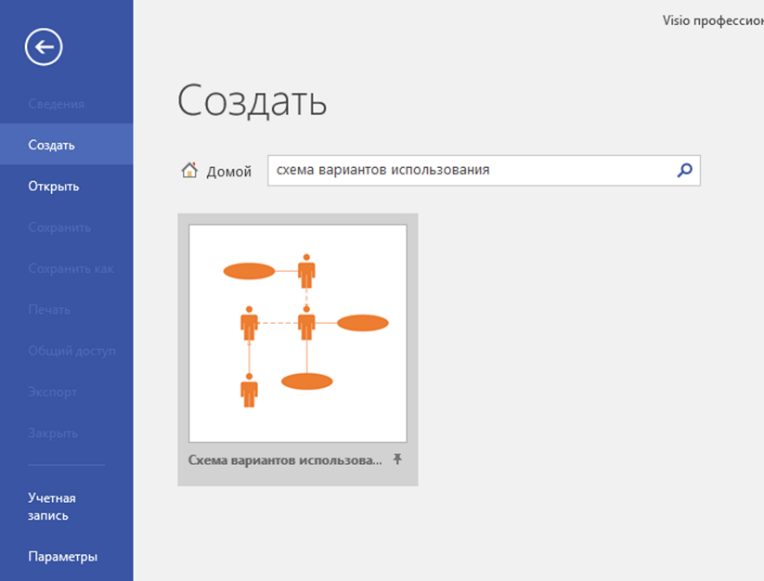 Visio профессион
Сведения
Создать
Открыть
Сохранить
Сохранить как
Печать
Общий доступ
Экспорт
Закрыть
Учетная
запись
Параметры
Создать
Домой
схема вариантов использования
Схема вариантов использова...